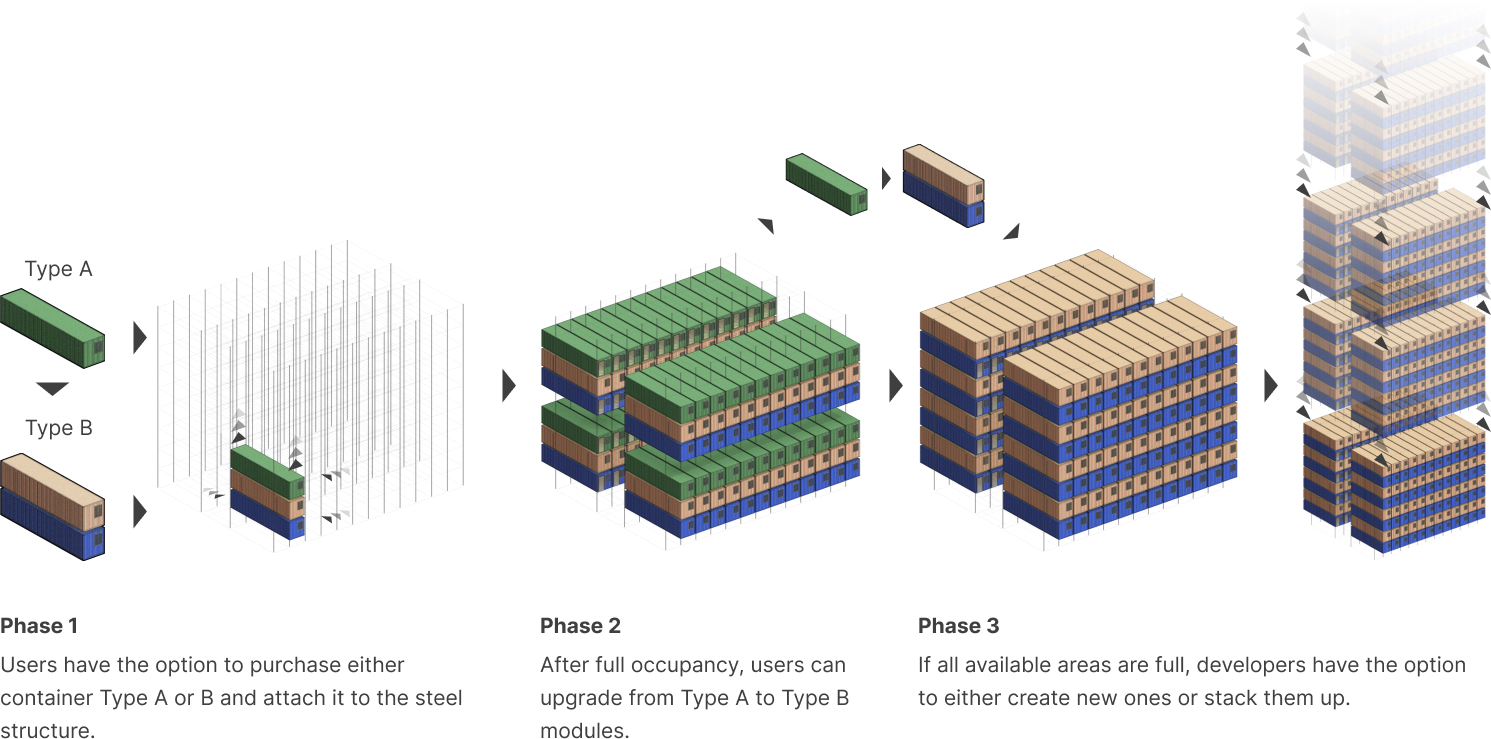 Type A
Type B
Phase 1
Users have the option to purchase either
container Type A or B and attach it to the steel
structure.
Phase 2
After full occupancy, users can
upgrade from Type A to Type B
modules.
Phase 3
If all available areas are full, developers have the option
to either create new ones or stack them up.